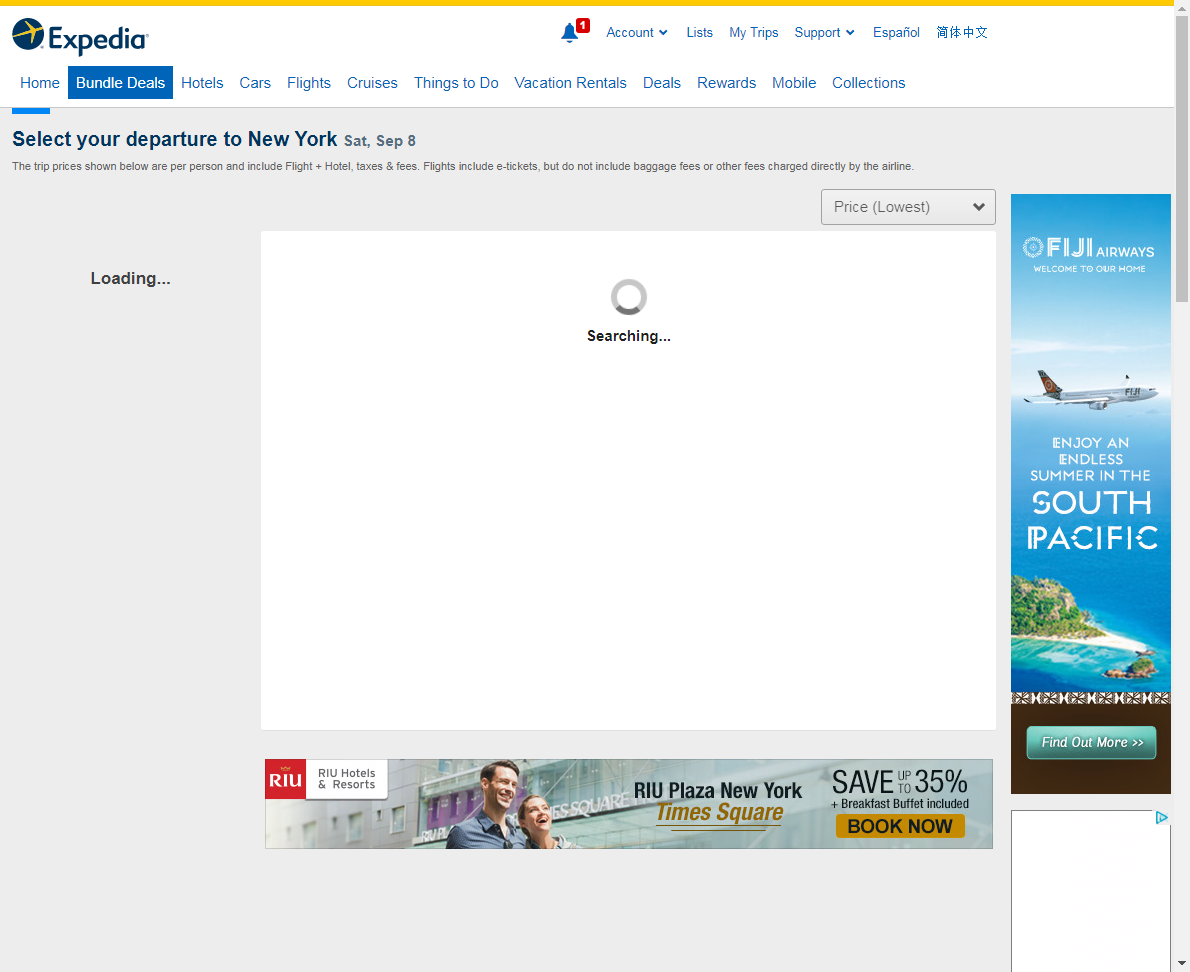 Expedia
1
Account
Lists
My Trips
Support
Español
简体中文
Home
Bundle Deals
Hotels
Cars
Flights
Cruises
Things to Do
Vacation Rentals
Deals
Rewards
Mobile
Collections
Select your departure to New York Sat, Sep 8
The trip prices shown below are per person and include Flight + Hotel, taxes & fees. Flights include e-tickets, but do not include baggage fees or other fees charged directly by the airline.
Price (Lowest)
Loading...
Searching...
FIJI AIRWAYS
WELCOME TO OUR HOME
FIJI
ENJOY AN
ENDLESS
SUMMER IN THE
SOUTH
PACIFIC
Find Out More >>
RIU
RIU Hotels
& Resorts
RIU Plaza New York
Times Square
SAVE UP TO 35%
+ Breakfast Buffet included
BOOK NOW